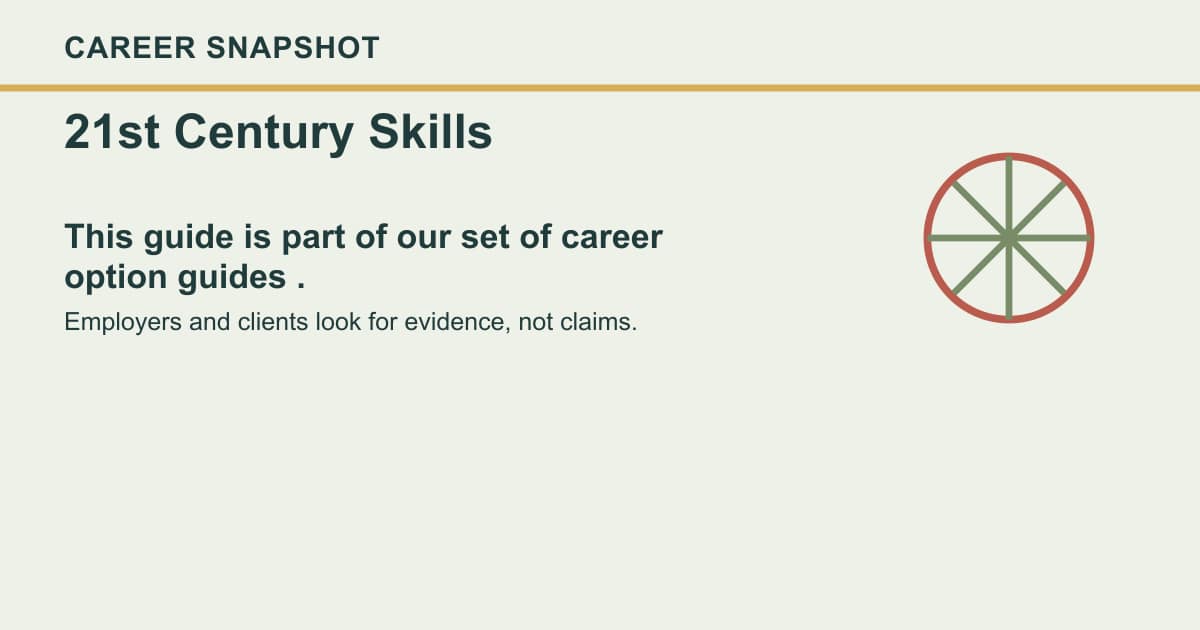 CAREER SNAPSHOT
21st Century Skills
This guide is part of our set of career
option guides .
Employers and clients look for evidence, not claims.